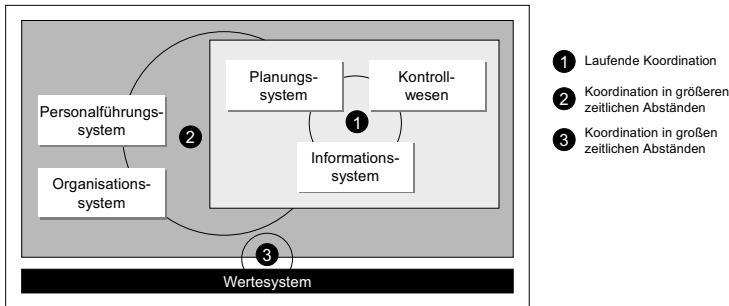 Planungs-
system
Kontroll-
wesen
Personalführungs-
system
Organisations-
system
Informations-
system
1
2
3
Wertesystem
1 Laufende Koordination
2 Koordination in größeren
zeitlichen Abständen
3 Koordination in großen
zeitlichen Abständen